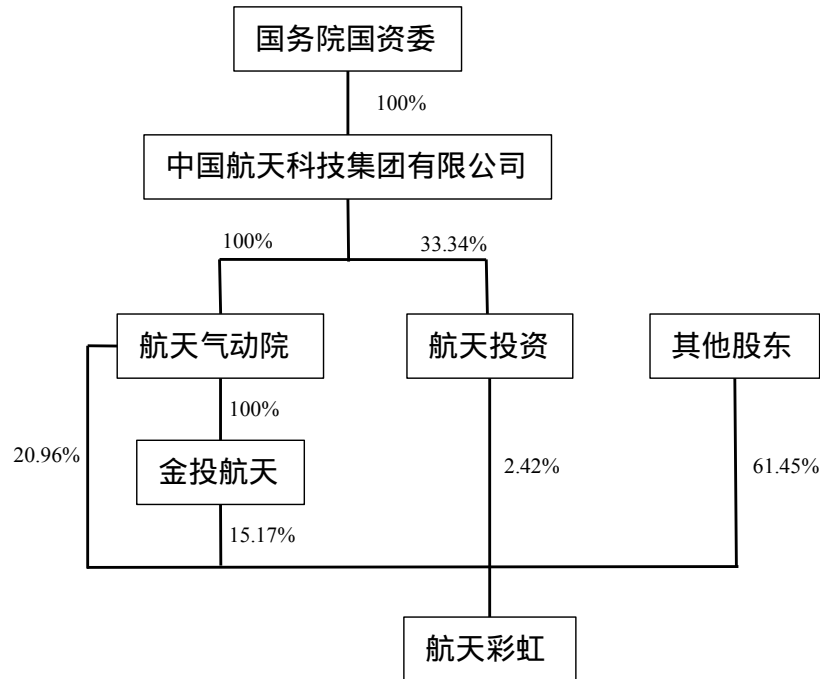 国务院国资委
100%
中国航天科技集团有限公司
100%
33.34%
航天气动院
航天投资
其他股东
100%
20.96%
金投航天
2.42%
61.45%
15.17%
航天彩虹